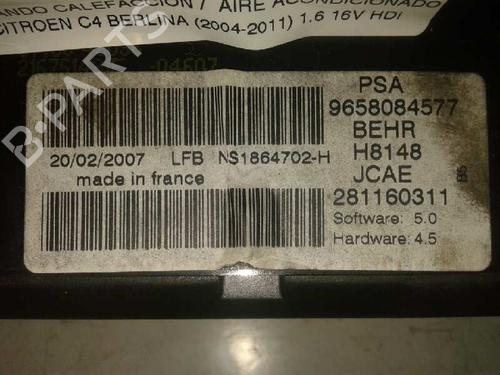 ANDO CALEFACCION / AIRE ACONDICIONADO
CITROEN C4 BERLINA (2004-2011) 1.6 16V HDI
-04607
PSA
9658084577
BEHR
20/02/2007 LFB NS1864702-H
H8148
made in france
JCAE
B5
281160311
Software: 5.0
Hardware: 4.5
B-PARTS